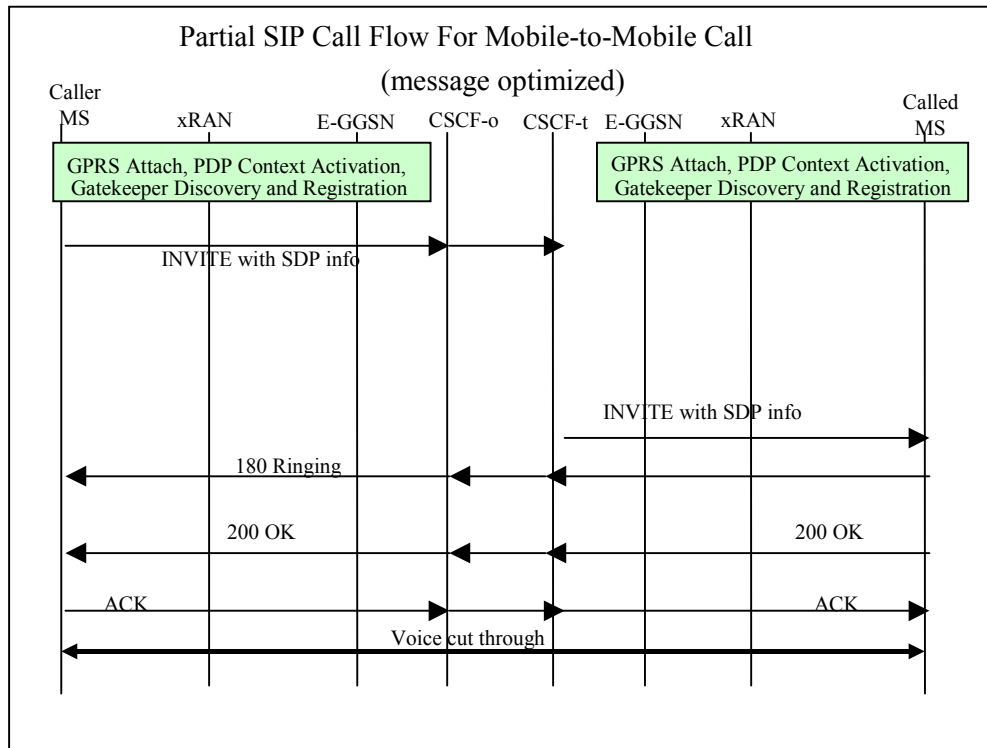 Partial SIP Call Flow For Mobile-to-Mobile Call
(message optimized)
Caller
MS
xRAN
E-GGSN
CSCF-o
CSCF-t
E-GGSN
xRAN
Called
MS
GPRS Attach, PDP Context Activation,
Gatekeeper Discovery and Registration
GPRS Attach, PDP Context Activation,
Gatekeeper Discovery and Registration
INVITE with SDP info
INVITE with SDP info
180 Ringing
200 OK
200 OK
ACK
ACK
Voice cut through